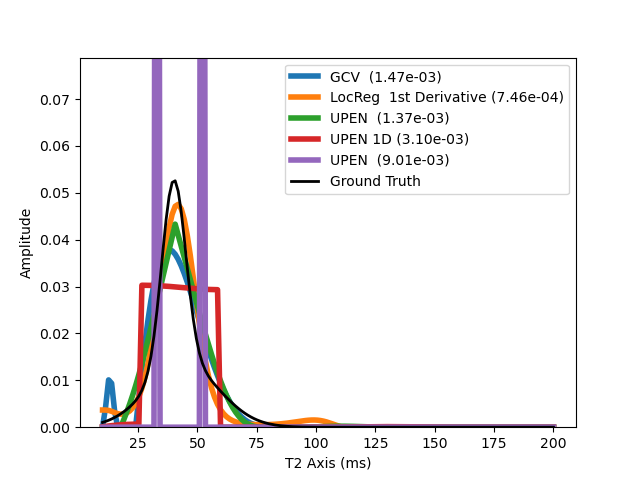 GCV (1.47e-03)
LocReg 1st Derivative (7.46e-04)
UPEN (1.37e-03)
UPEN 1D (3.10e-03)
UPEN (9.01e-03)
Ground Truth
0.07
0.06
0.05
0.04
0.03
0.02
0.01
0.00
Amplitude
25 50 75 100 125 150 175 200
T2 Axis (ms)